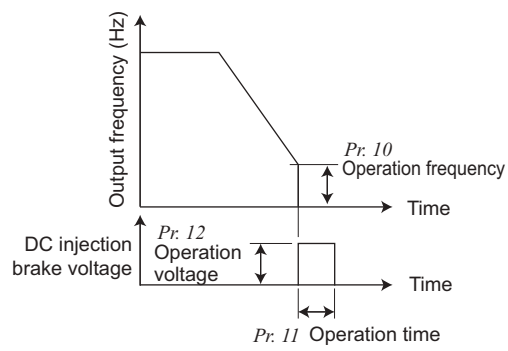 Output frequency (Hz)
Pr. 10
Operation frequency
Time
DC injection
brake voltage
Pr. 12
Operation
voltage
Time
Pr. 11 Operation time